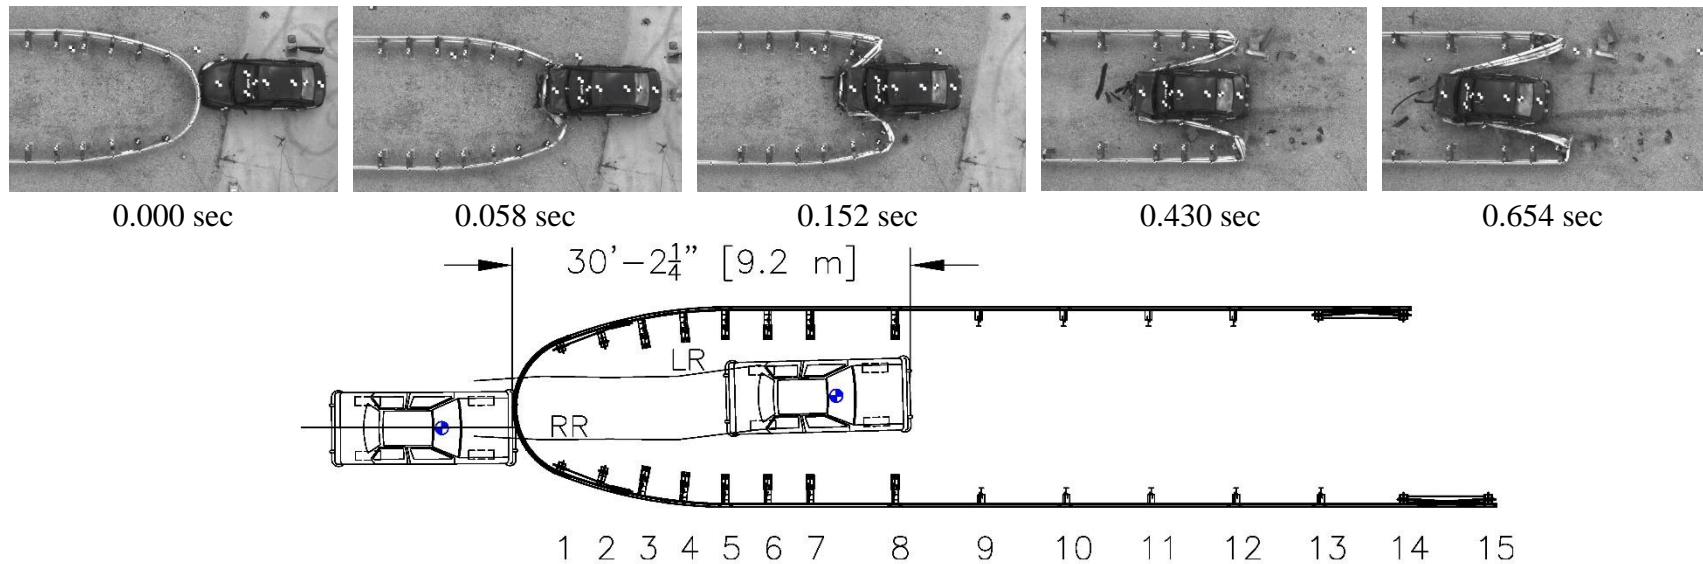 0.000 sec
0.058 sec
0.152 sec
0.430 sec
0.654 sec
30'-2¼" [9.2 m]
LR
RR
1 2 3 4 5 6 7 8 9 10 11 12 13 14 15